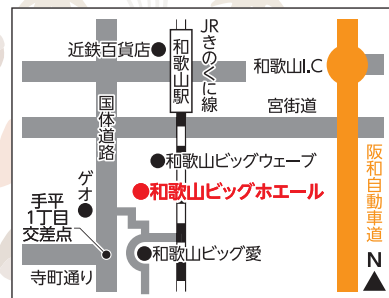 近鉄百貨店
和歌山駅
JRきのくに線
和歌山I.C
国体道路
宮街道
和歌山ビッグウェーブ
ゲオ
和歌山ビッグホエール
阪和自動車道
手平
1丁目
交差点
和歌山ビッグ愛
寺町通り
N